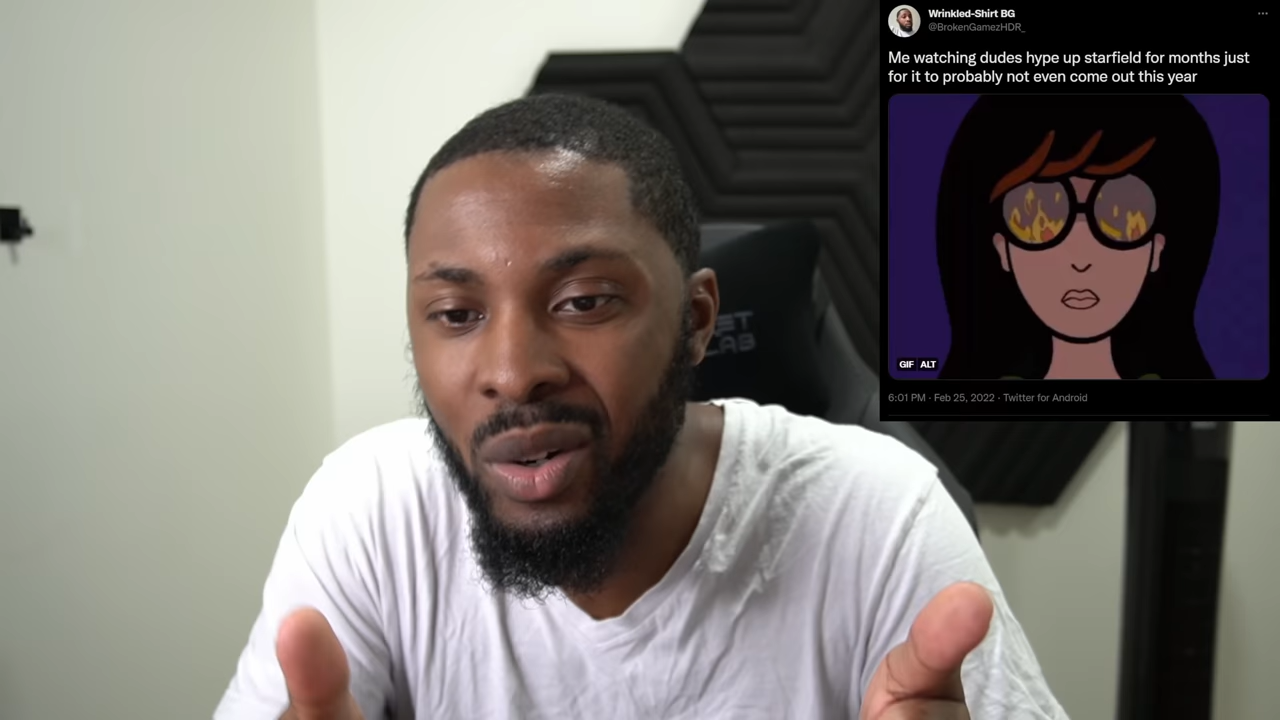 Wrinkled-Shirt BG
@BrokenGamezHDR_
Me watching dudes hype up starfield for months just
for it to probably not even come out this year
GIF ALT
6:01 PM · Feb 25, 2022 · Twitter for Android
LAB